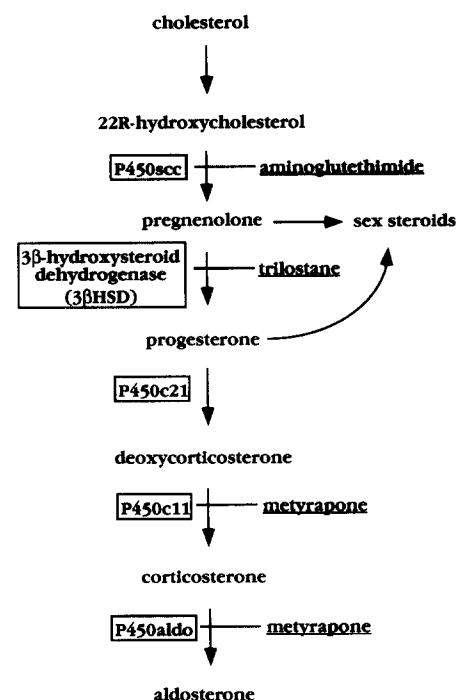 cholesterol
22R-hydroxycholesterol
P450scc
aminoglutethimide
pregnenolone
sex steroids
3β-hydroxysteroid
dehydrogenase
(3βHSD)
trilostane
progesterone
P450c21
deoxycorticosterone
P450c11
metyrapone
corticosterone
P450aldo
metyrapone
aldosterone